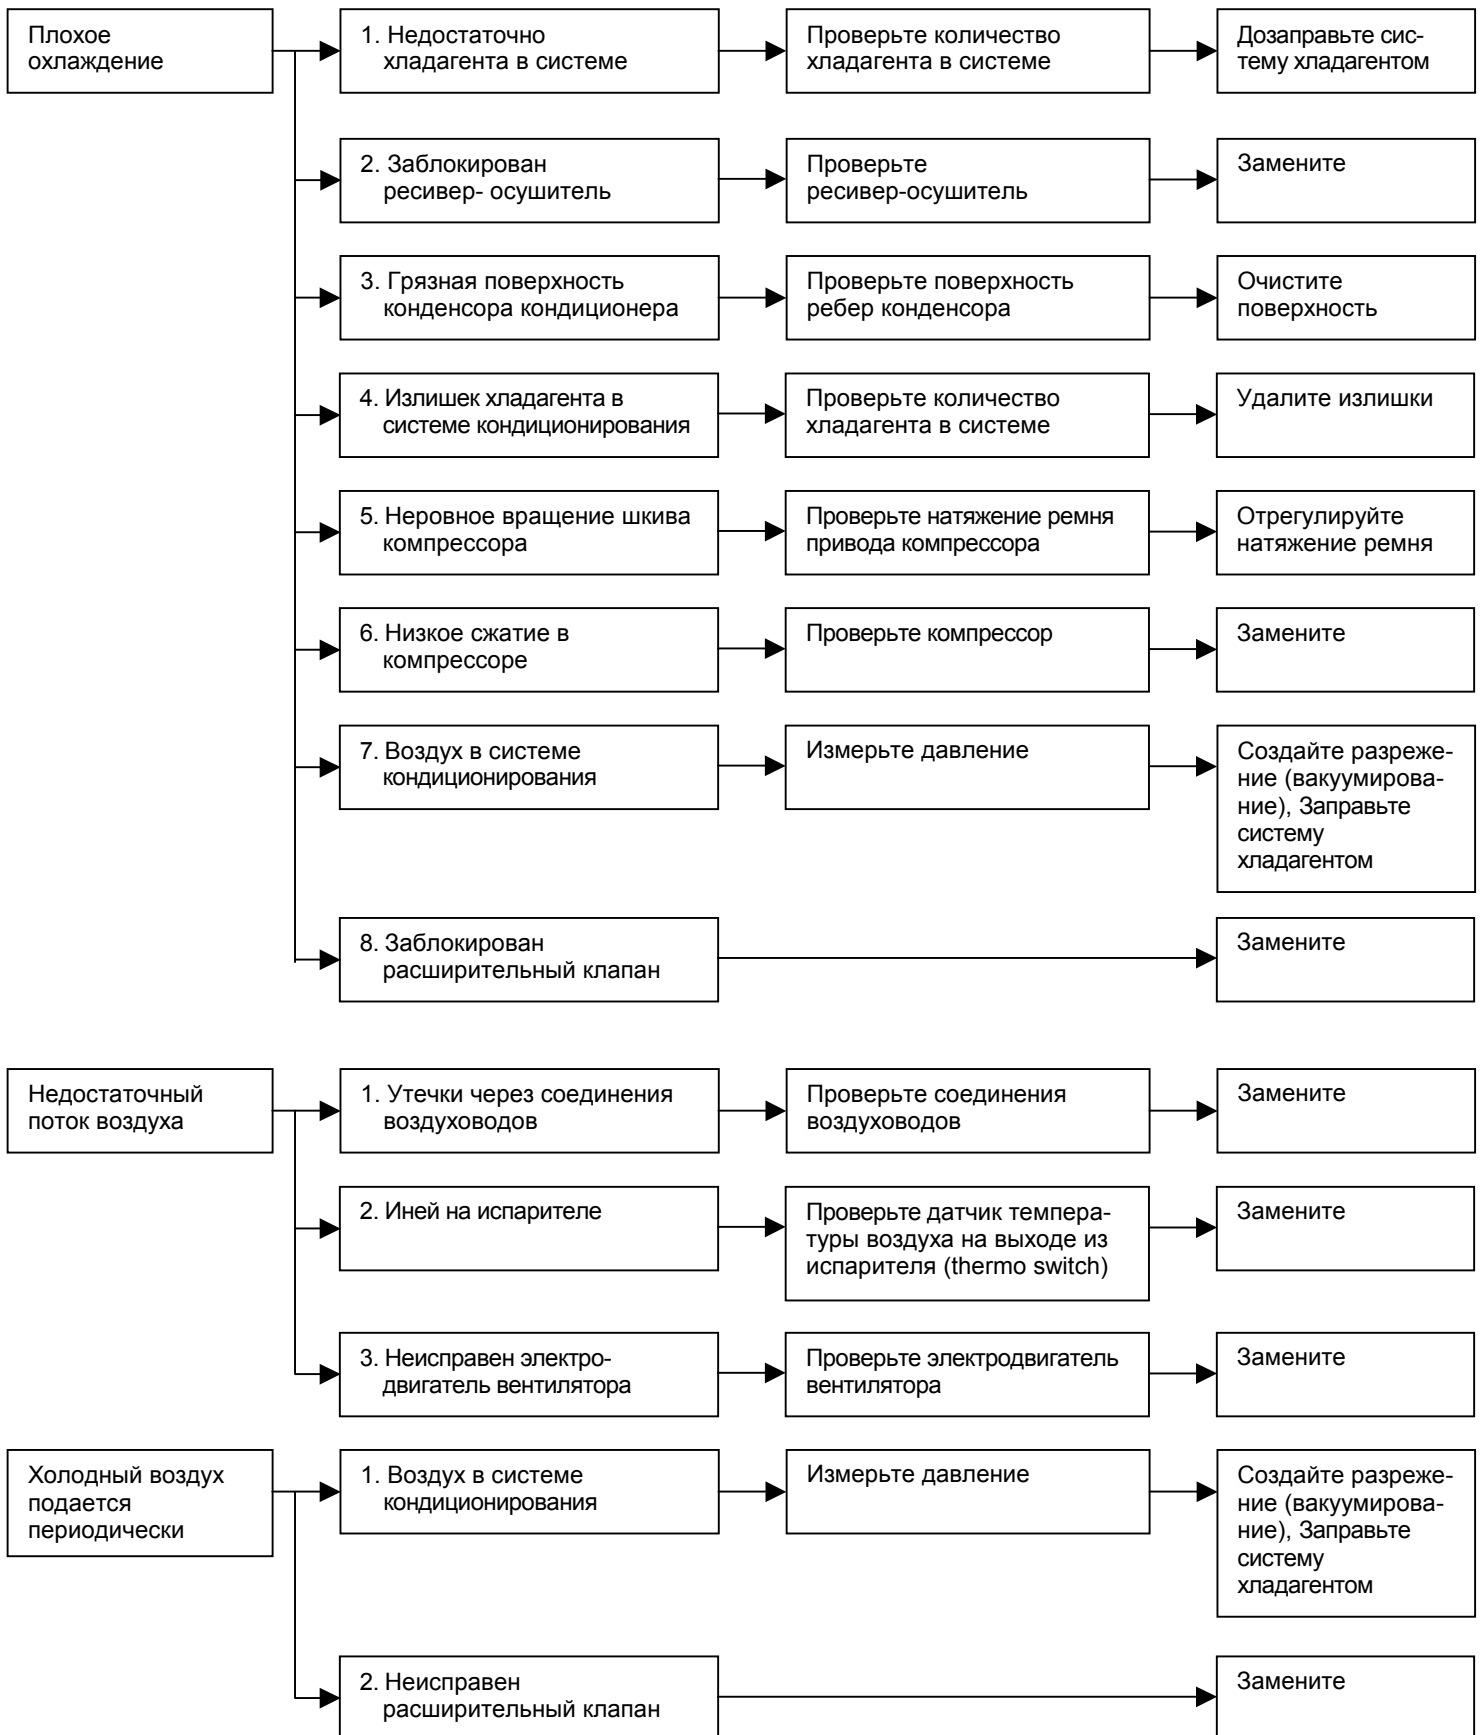 Плохое
охлаждение
1. Недостаточно
хладагента в системе
Проверьте количество
хладагента в системе
Дозаправьте сис-
тему хладагентом
2. Заблокирован
ресивер- осушитель
Проверьте
ресивер-осушитель
Замените
3. Грязная поверхность
конденсора кондиционера
Проверьте поверхность
ребер конденсора
Очистите
поверхность
4. Излишек хладагента в
системе кондиционирования
Проверьте количество
хладагента в системе
Удалите излишки
5. Неровное вращение шкива
компрессора
Проверьте натяжение ремня
привода компрессора
Отрегулируйте
натяжение ремня
6. Низкое сжатие в
компрессоре
Проверьте компрессор
Замените
7. Воздух в системе
кондиционирования
Измерьте давление
Создайте разреже-
ние (вакуумирова-
ние), Заправьте
систему
хладагентом
8. Заблокирован
расширительный клапан
Замените
Недостаточный
поток воздуха
1. Утечки через соединения
воздуховодов
Проверьте соединения
воздуховодов
Замените
2. Иней на испарителе
Проверьте датчик темпера-
туры воздуха на выходе из
испарителя (thermo switch)
Замените
3. Неисправен электро-
двигатель вентилятора
Проверьте электродвигатель
вентилятора
Замените
Холодный воздух
подается
периодически
1. Воздух в системе
кондиционирования
Измерьте давление
Создайте разреже-
ние (вакуумирова-
ние), Заправьте
систему
хладагентом
2. Неисправен
расширительный клапан
Замените